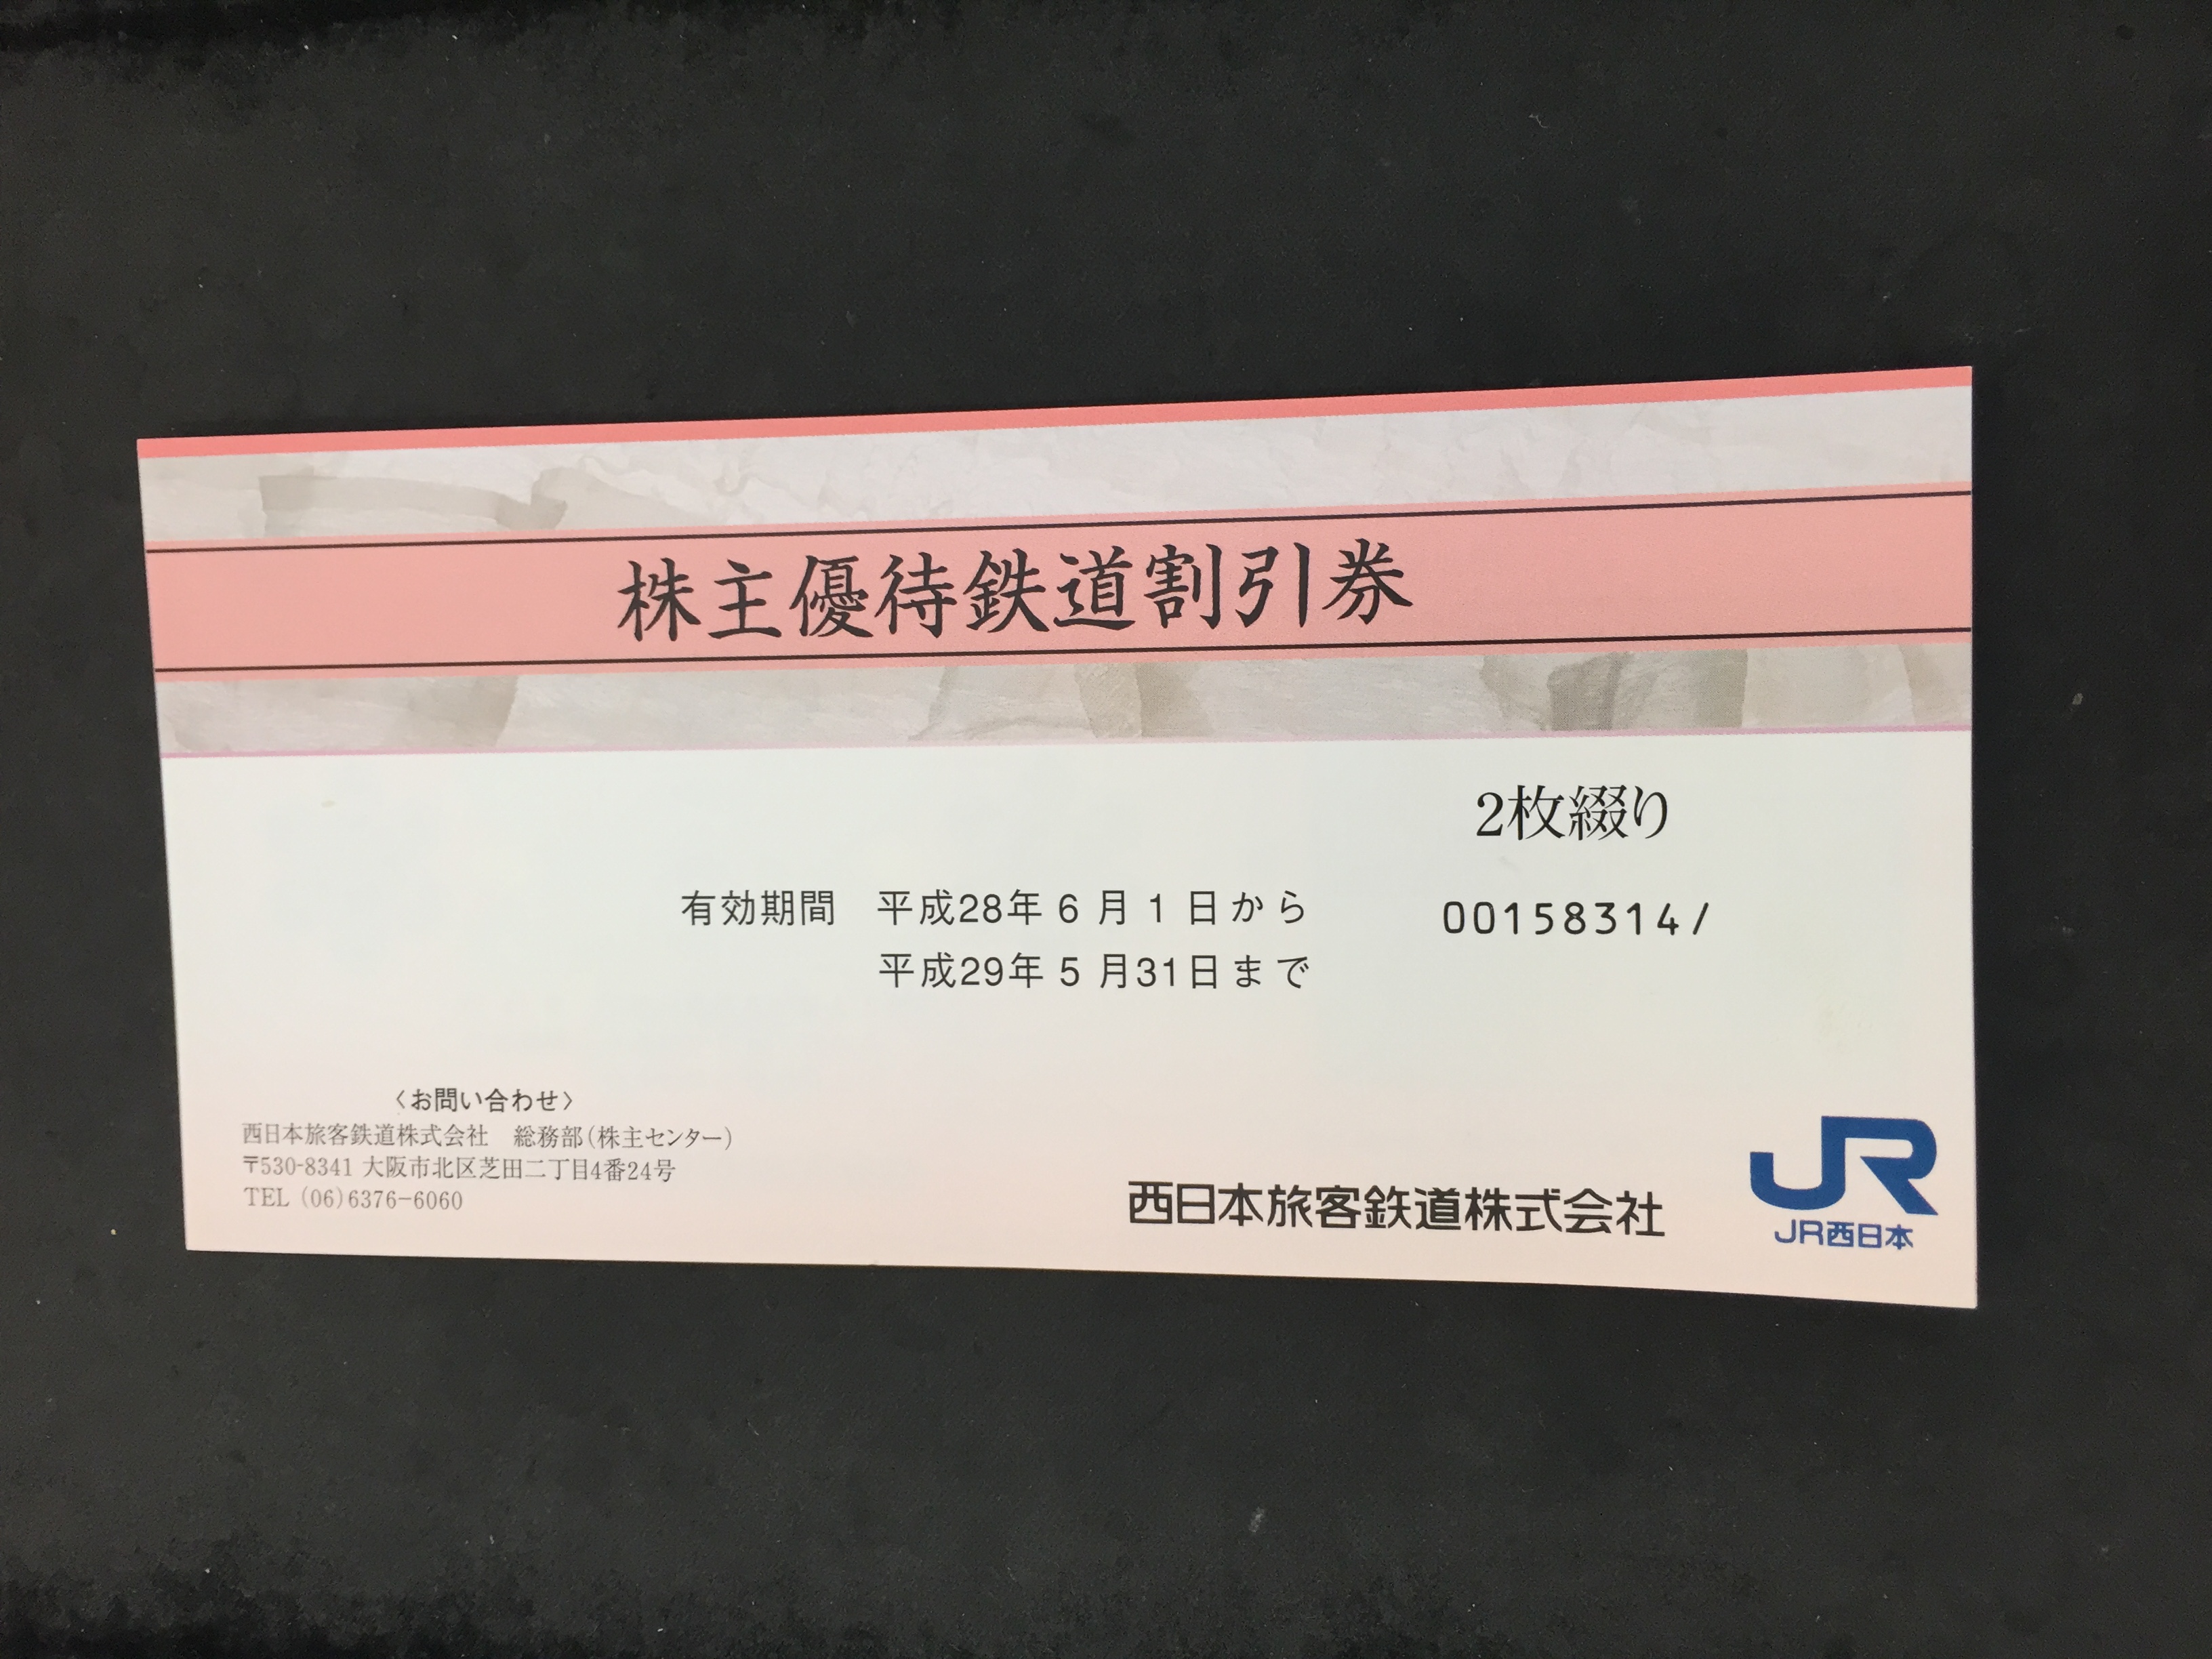 株主優待鉄道割引券
2枚綴り
有効期間　平成28年6月1日から
00158314/
平成29年5月31日まで
〈お問い合わせ〉
西日本旅客鉄道株式会社　総務部(株主センター)
〒530-8341 大阪市北区芝田二丁目4番24号
TEL (06)6376-6060
西日本旅客鉄道株式会社
JR
JR西日本